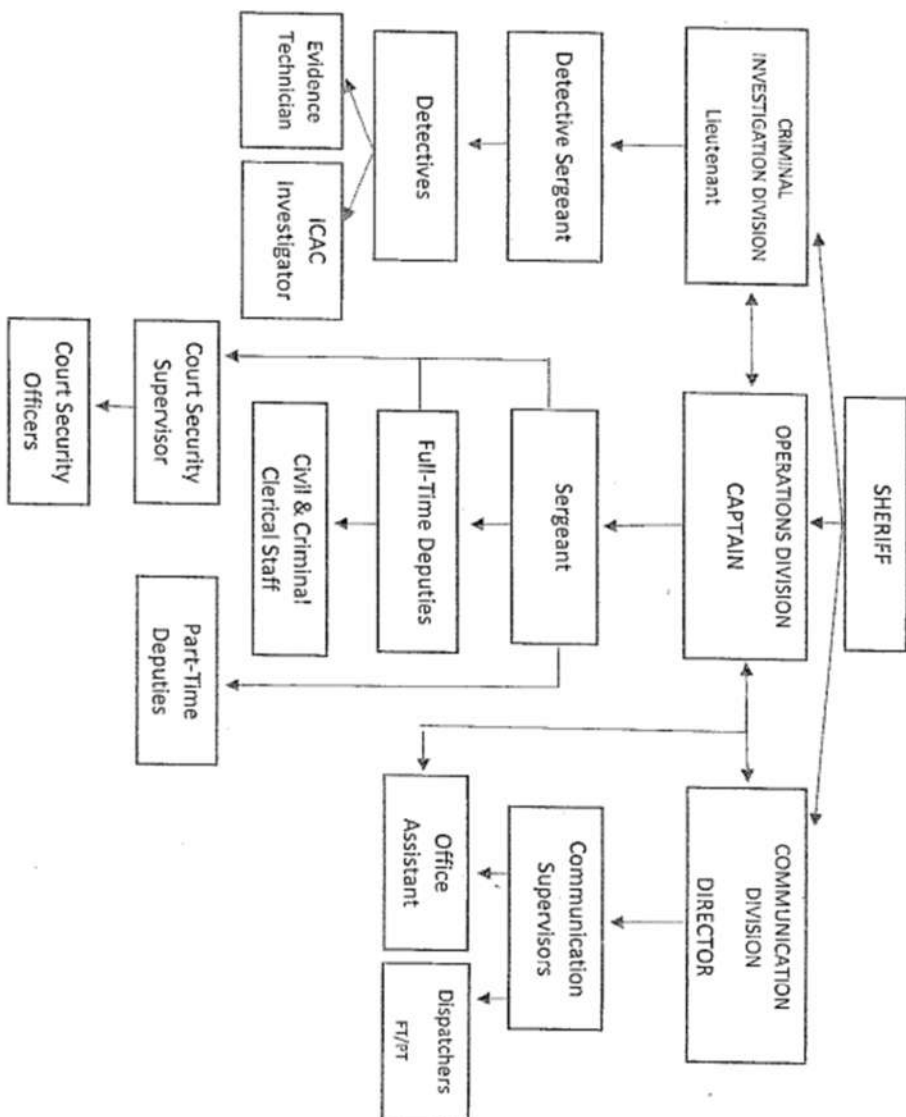 SHERIFF
CRIMINAL
INVESTIGATION DIVISION
Lieutenant
OPERATIONS DIVISION
CAPTAIN
COMMUNICATION
DIVISION
DIRECTOR
Detective Sergeant
Sergeant
Communication
Supervisors
Detectives
Full-Time Deputies
Office
Assistant
Dispatchers
FT/PT
Evidence
Technician
ICAC
Investigator
Civil & Criminal
Clerical Staff
Court Security
Supervisor
Part-Time
Deputies
Court Security
Officers